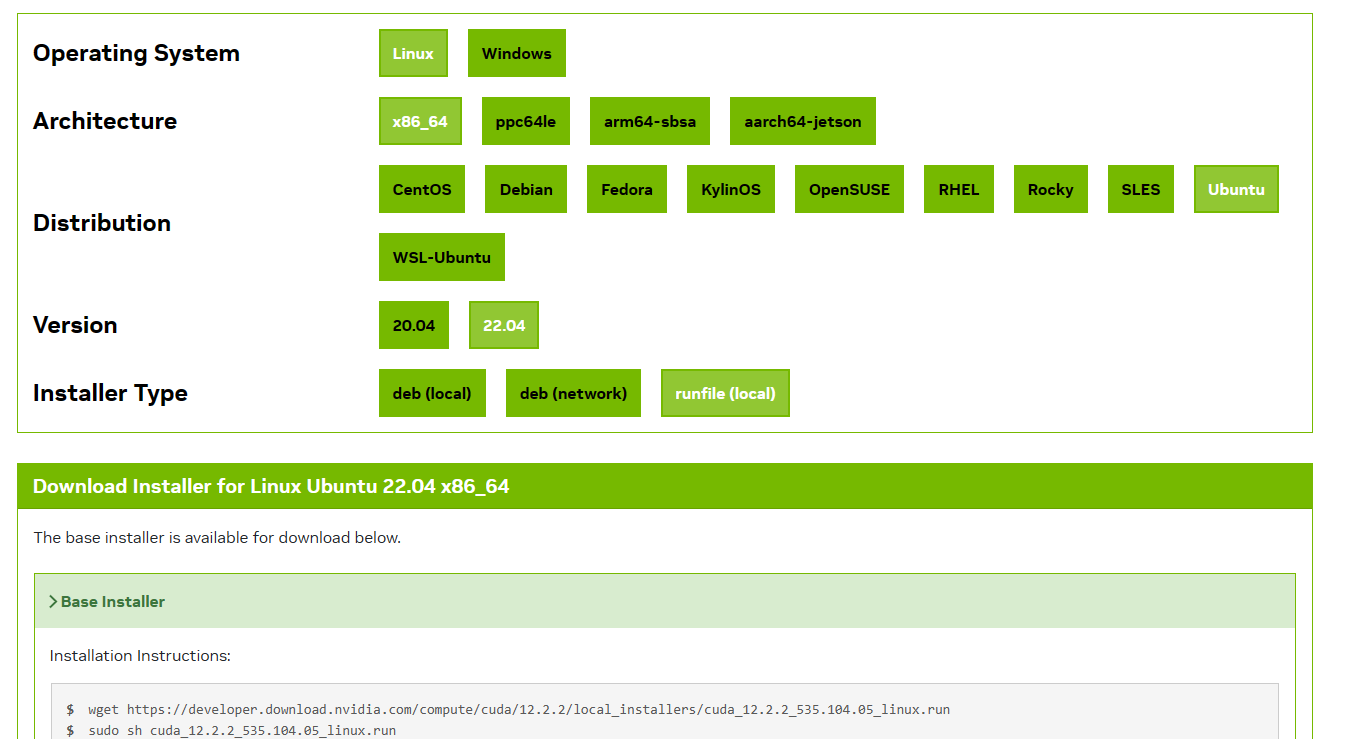 Operating System Linux Windows
Architecture x86_64 ppc64le arm64-sbsa aarch64-jetson
Distribution CentOS Debian Fedora KylinOS OpenSUSE RHEL Rocky SLES Ubuntu
WSL-Ubuntu
Version 20.04 22.04
Installer Type deb (local) deb (network) runfile (local)
Download Installer for Linux Ubuntu 22.04 x86_64
The base installer is available for download below.
Base Installer
Installation Instructions:
$ wget https://developer.download.nvidia.com/compute/cuda/12.2.2/local_installers/cuda_12.2.2_535.104.05_linux.run
$ sudo sh cuda_12.2.2_535.104.05_linux.run